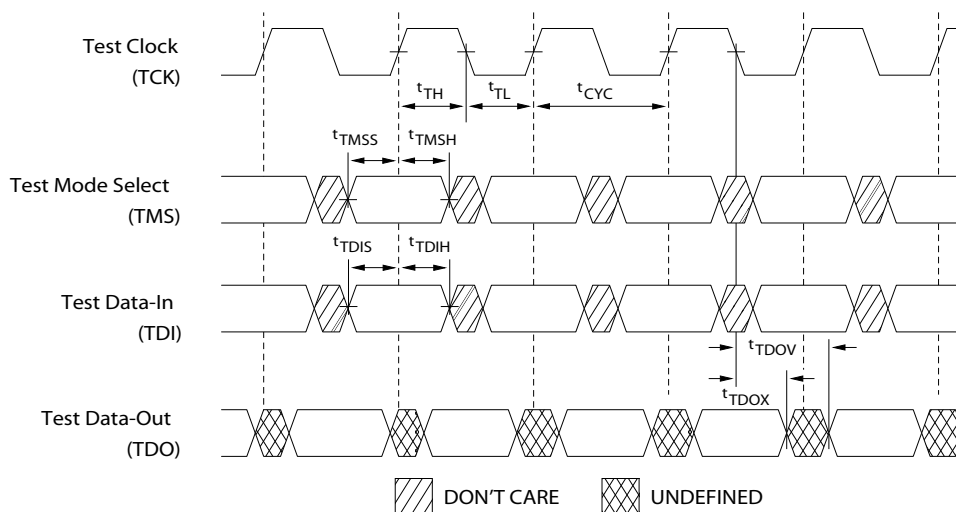 Test Clock
(TCK)
tTH
tTL
tCYC
tTMSS
tTMSH
Test Mode Select
(TMS)
tTDIS
tTDIH
Test Data-In
(TDI)
tTDOV
tTDOX
Test Data-Out
(TDO)
DON'T CARE
UNDEFINED